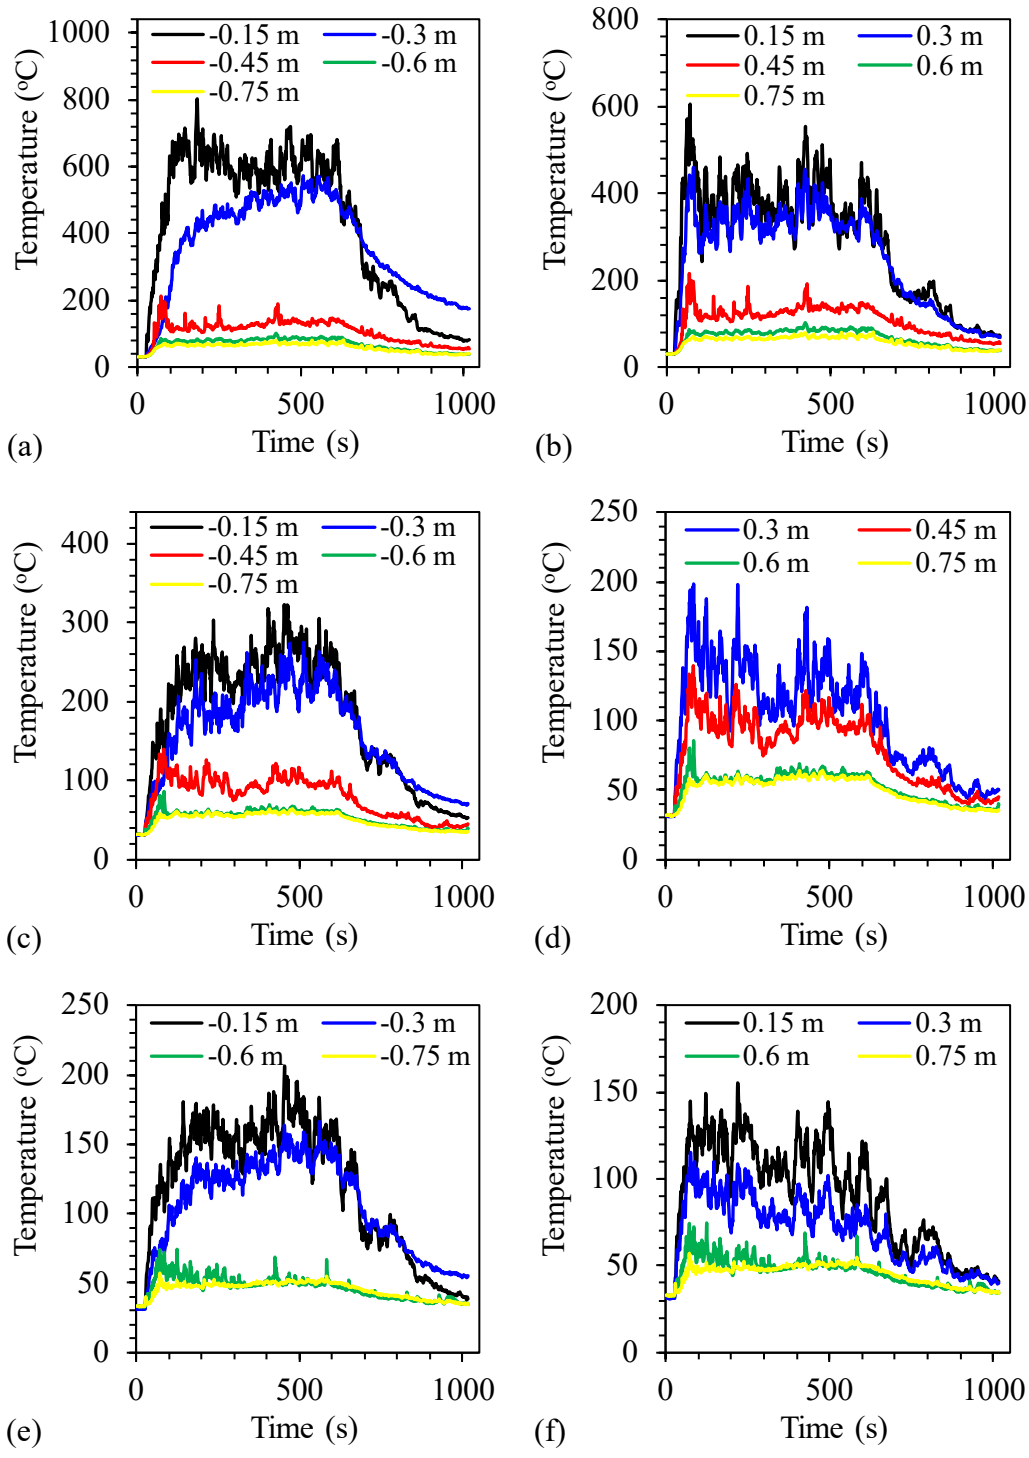 1000
800
600
400
200
0
Temperature (°C)
-0.15 m -0.3 m
-0.45 m -0.6 m
-0.75 m
0 500 1000
Time (s)
(a)
800
600
400
200
0
Temperature (°C)
0.15 m 0.3 m
0.45 m 0.6 m
0.75 m
0 500 1000
Time (s)
(b)
400
300
200
100
0
Temperature (°C)
-0.15 m -0.3 m
-0.45 m -0.6 m
-0.75 m
0 500 1000
Time (s)
(c)
250
200
150
100
50
0
Temperature (°C)
0.3 m 0.45 m
0.6 m 0.75 m
0 500 1000
Time (s)
(d)
250
200
150
100
50
0
Temperature (°C)
-0.15 m -0.3 m
-0.6 m -0.75 m
0 500 1000
Time (s)
(e)
200
150
100
50
0
Temperature (°C)
0.15 m 0.3 m
0.6 m 0.75 m
0 500 1000
Time (s)
(f)